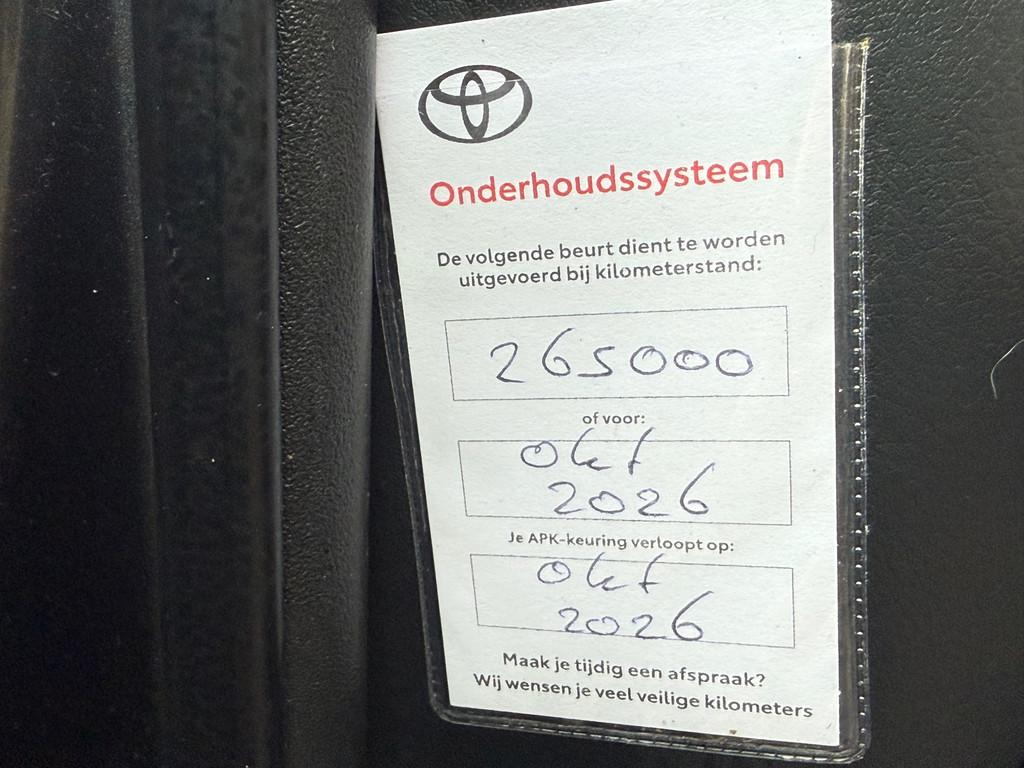 Onderhoudssysteem
De volgende beurt dient te worden
uitgevoerd bij kilometerstand:
265000
of voor:
okt
2026
Je APK-keuring verloopt op:
okt
2026
Maak je tijdig een afspraak?
Wij wensen je veel veilige kilometers